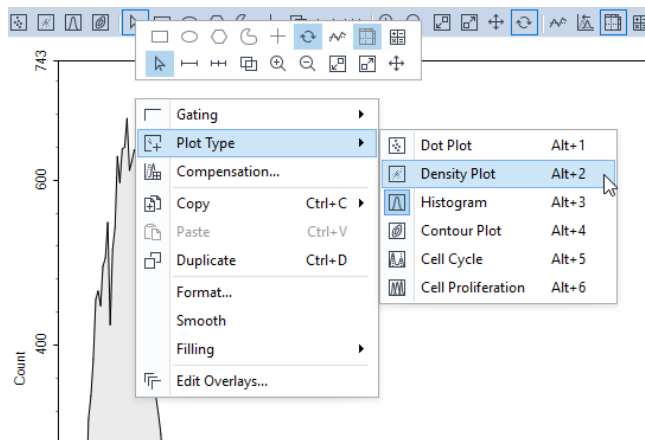 743
600
400
Count
Gating
Plot Type
Compensation...
Copy Ctrl+C
Paste Ctrl+V
Duplicate Ctrl+D
Format...
Smooth
Filling
Edit Overlays...
Dot Plot Alt+1
Density Plot Alt+2
Histogram Alt+3
Contour Plot Alt+4
Cell Cycle Alt+5
Cell Proliferation Alt+6